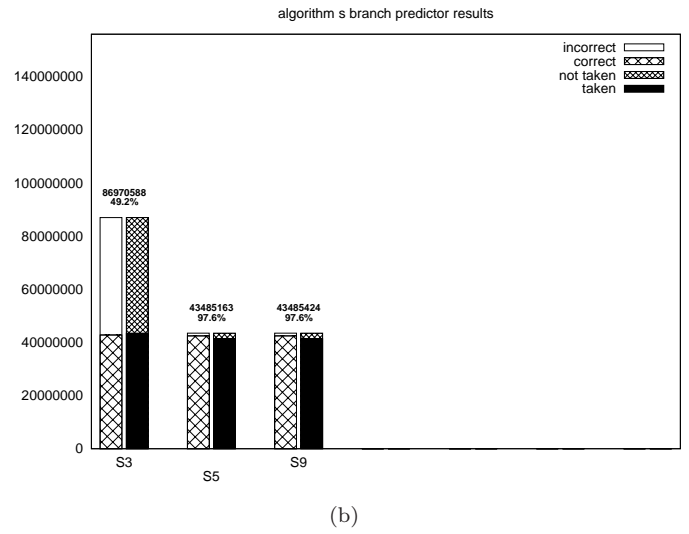 algorithm s branch predictor results
incorrect
correct
not taken
taken
140000000
120000000
100000000
80000000
60000000
40000000
20000000
0
86970588
49.2%
43485163
97.6%
43485424
97.6%
S3
S5
S9
(b)